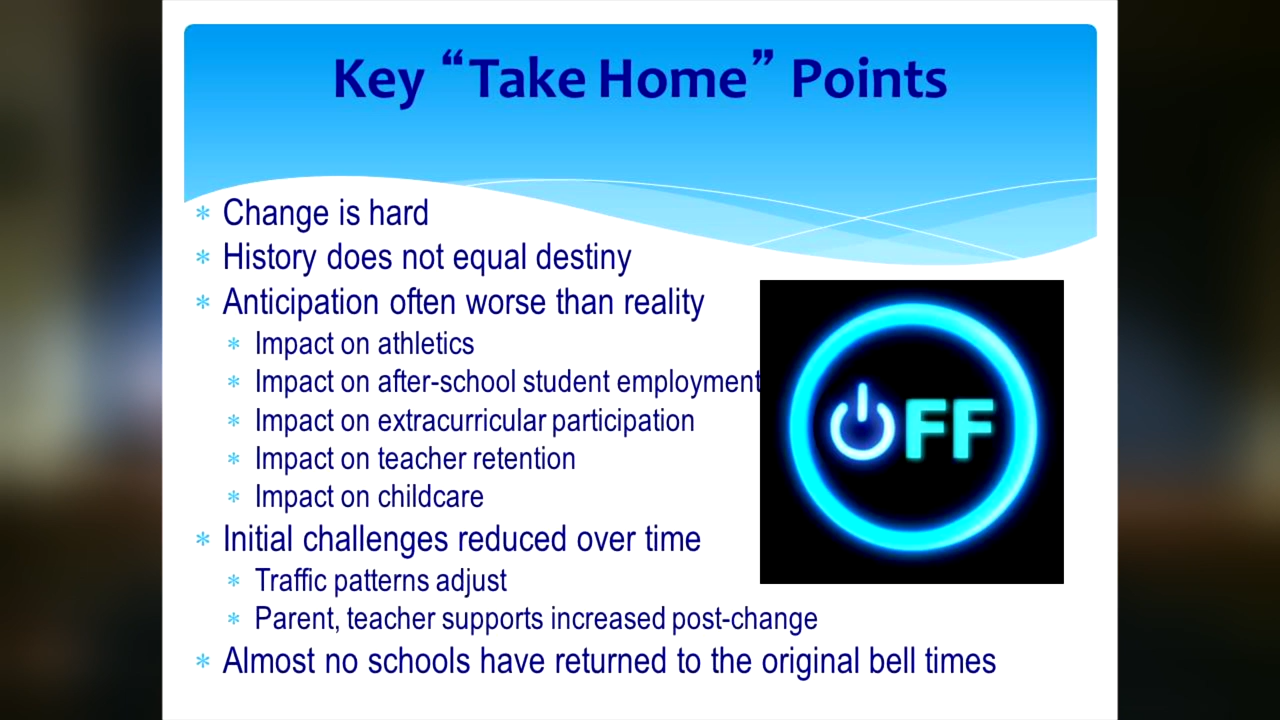 Key “Take Home” Points
* Change is hard
* History does not equal destiny
* Anticipation often worse than reality
* Impact on athletics
* Impact on after-school student employment
* Impact on extracurricular participation
* Impact on teacher retention
* Impact on childcare
OFF
* Initial challenges reduced over time
* Traffic patterns adjust
* Parent, teacher supports increased post-change
* Almost no schools have returned to the original bell times